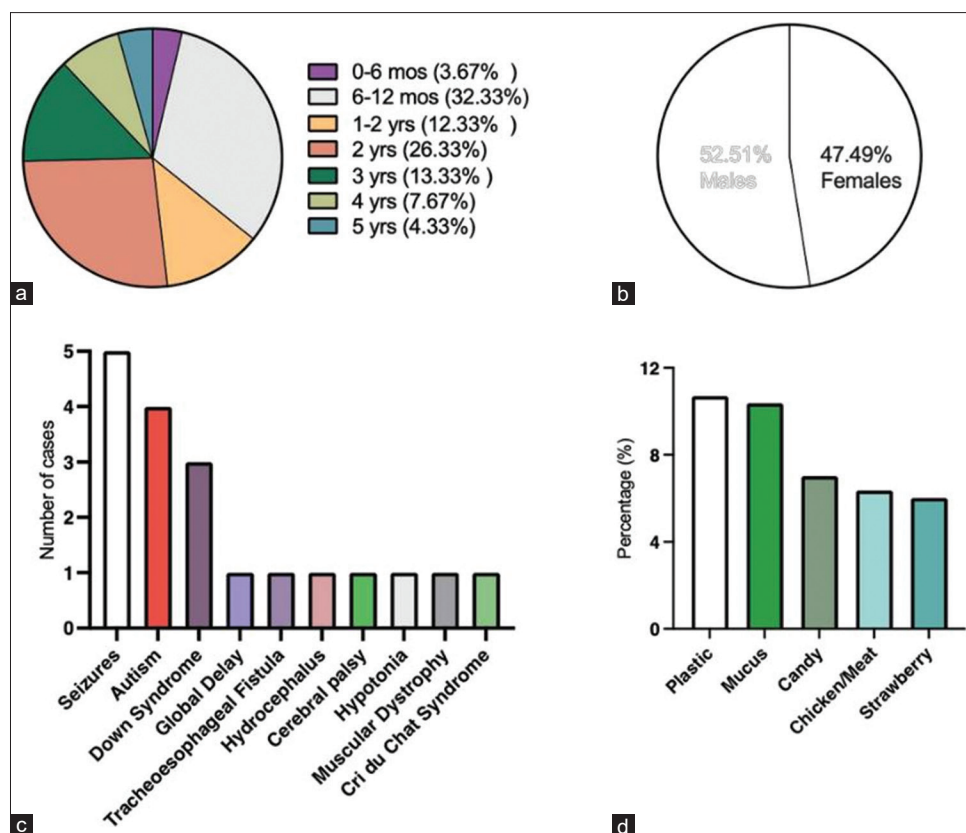 0-6 mos (3.67% )
6-12 mos (32.33%)
1-2 yrs (12.33% )
2 yrs (26.33%)
3 yrs (13.33% )
4 yrs (7.67%)
5 yrs (4.33%)
a
52.51%
Males
47.49%
Females
b
Number of cases
5
4
3
2
1
0
Seizures
Autism
Down Syndrome
Global Delay
Tracheoesophageal Fistula
Hydrocephalus
Cerebral palsy
Hypotonia
Muscular Dystrophy
Cri du Chat Syndrome
c
Percentage (%)
12
8
4
0
Plastic
Mucus
Candy
Chicken/Meat
Strawberry
d